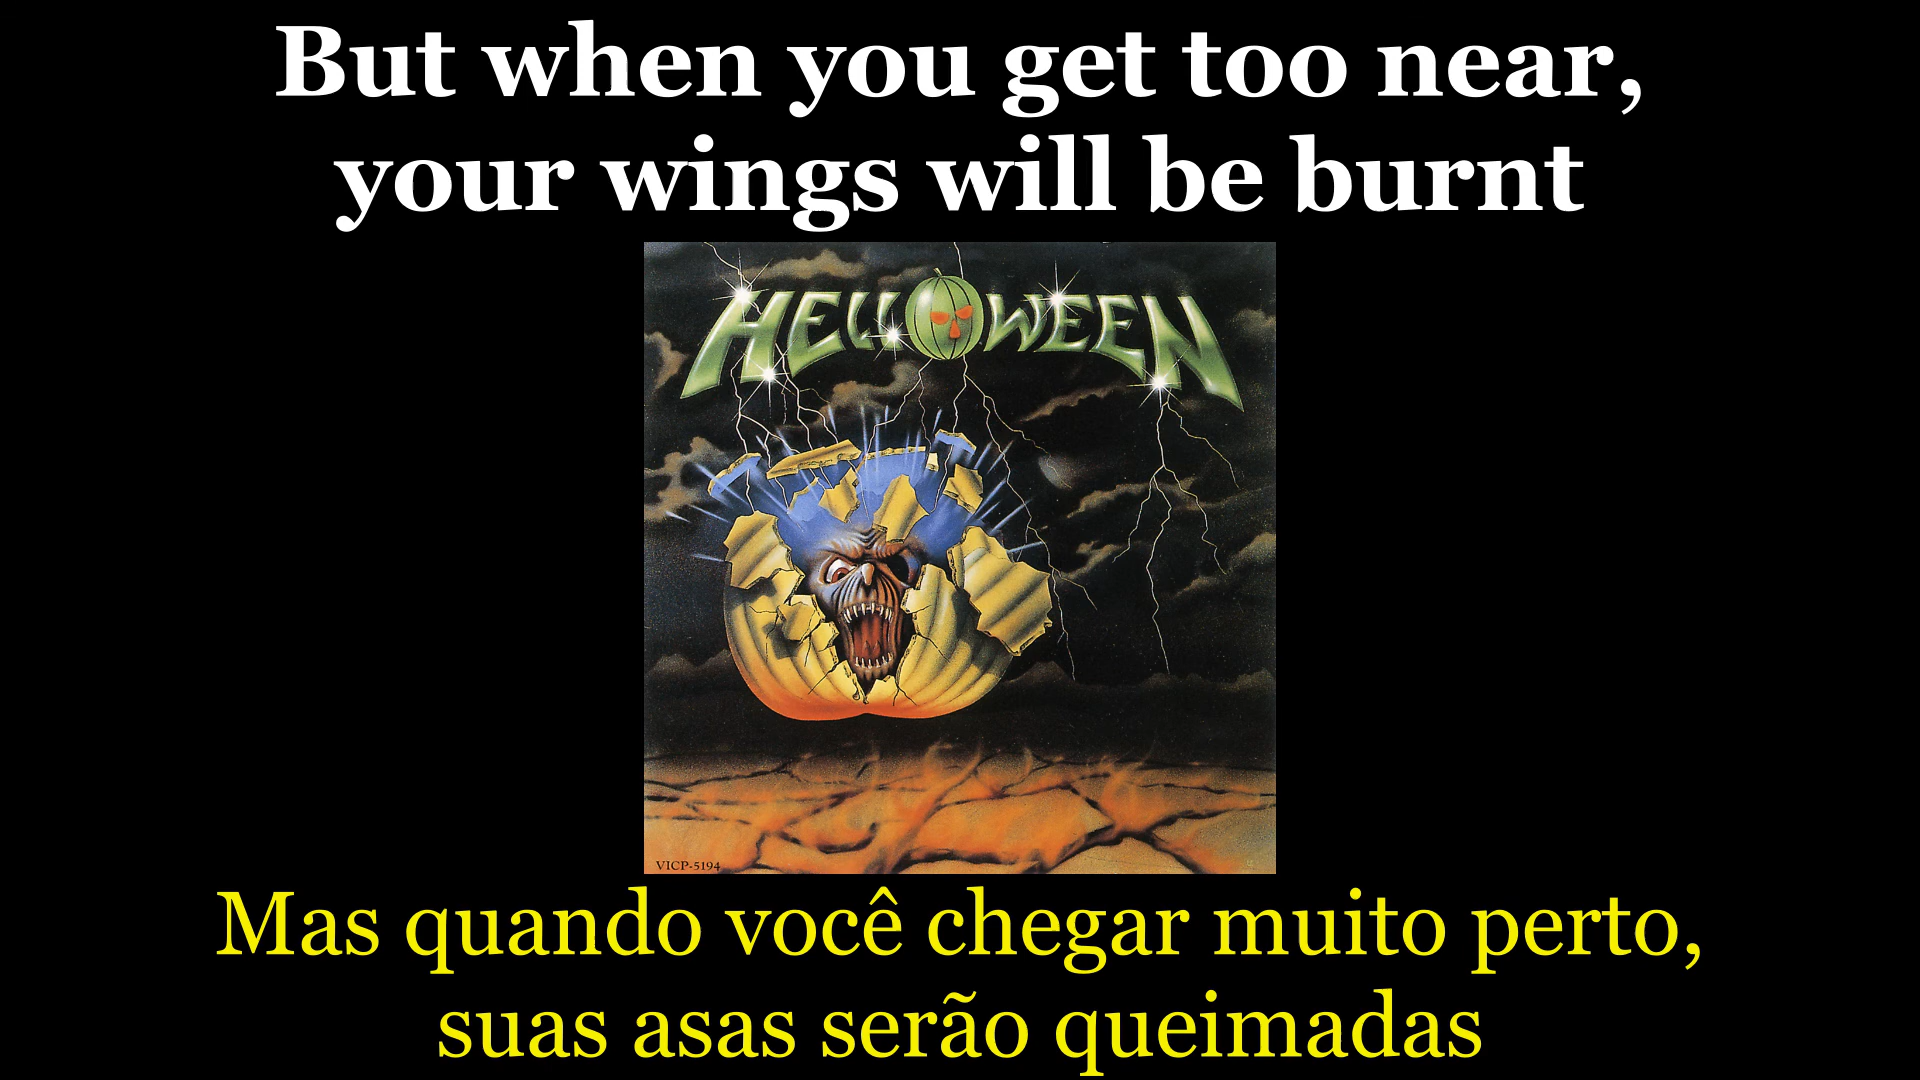 But when you get too near,
your wings will be burnt
HELLOWEEN
VICP-5194
Mas quando você chegar muito perto,
suas asas serão queimadas